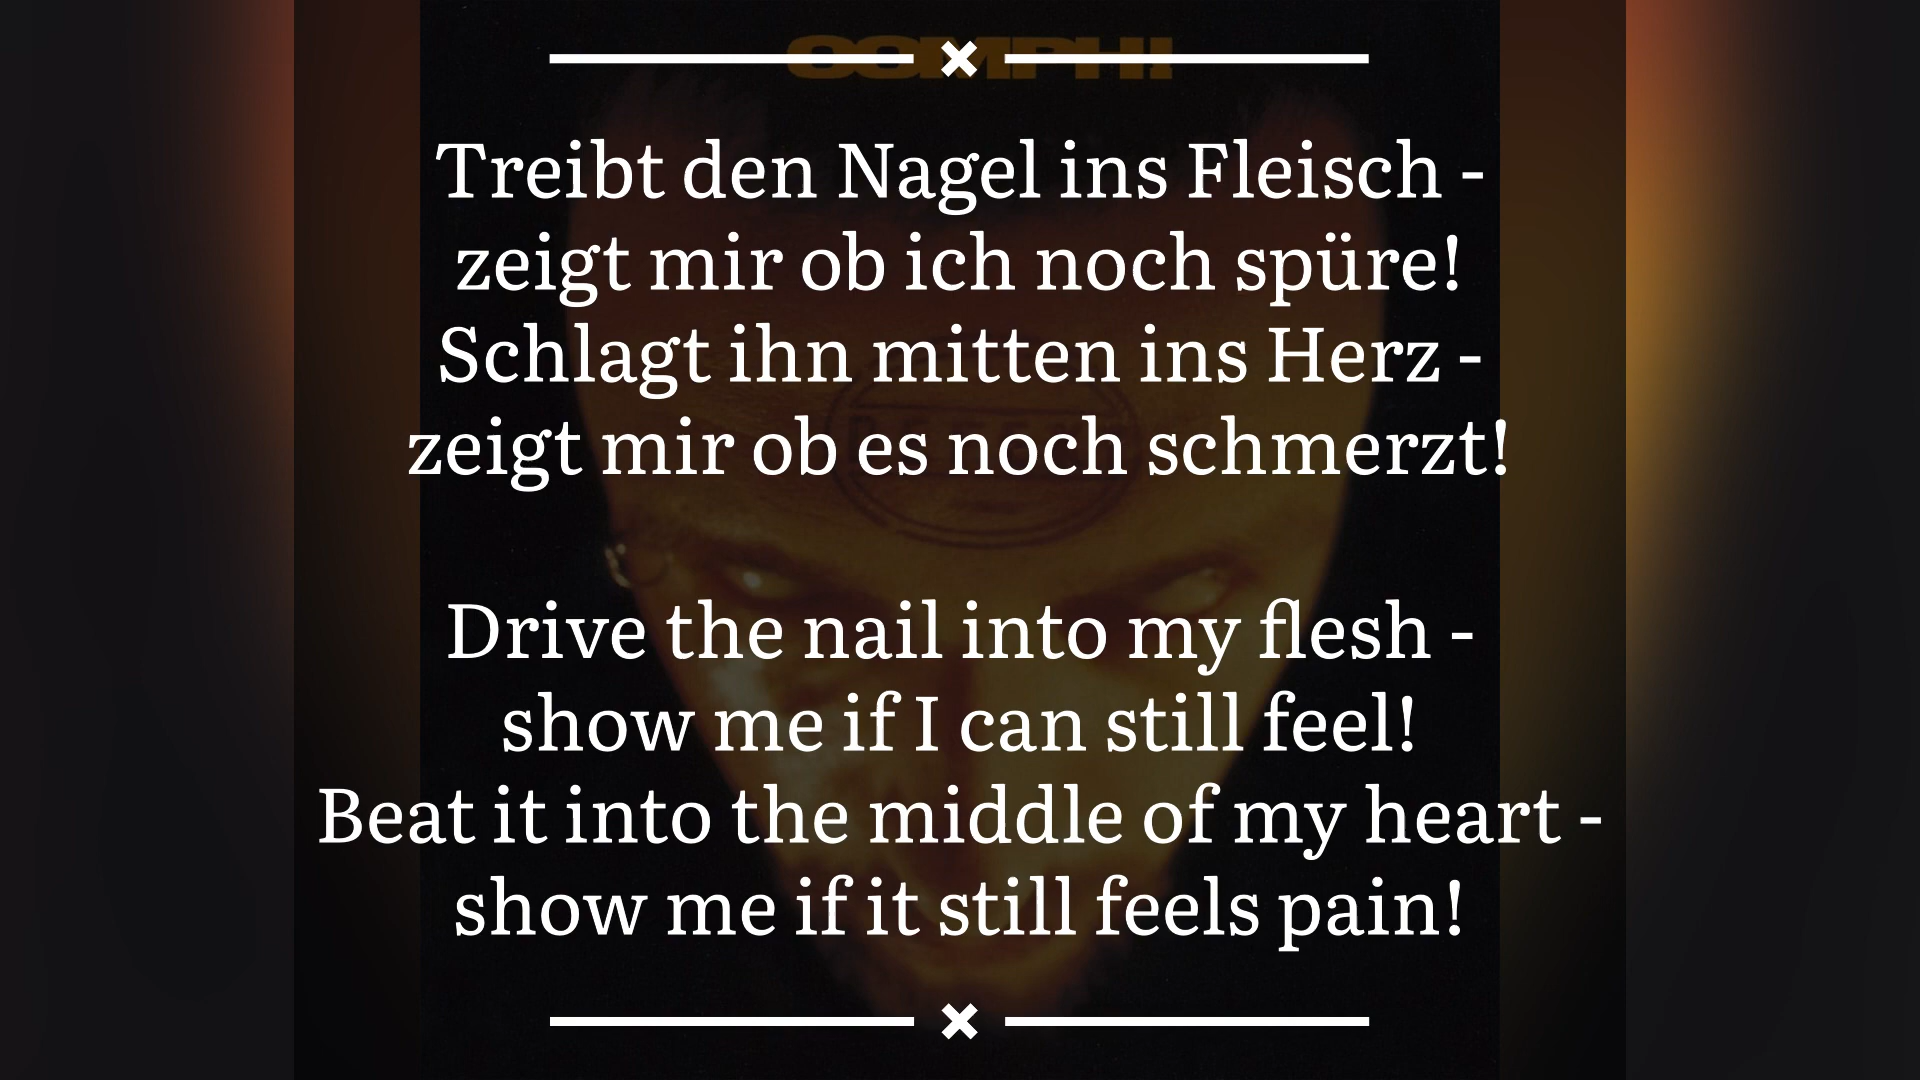 OOMPH!
Treibt den Nagel ins Fleisch -
zeigt mir ob ich noch spüre!
Schlagt ihn mitten ins Herz -
zeigt mir ob es noch schmerzt!
Drive the nail into my flesh -
show me if I can still feel!
Beat it into the middle of my heart -
show me if it still feels pain!